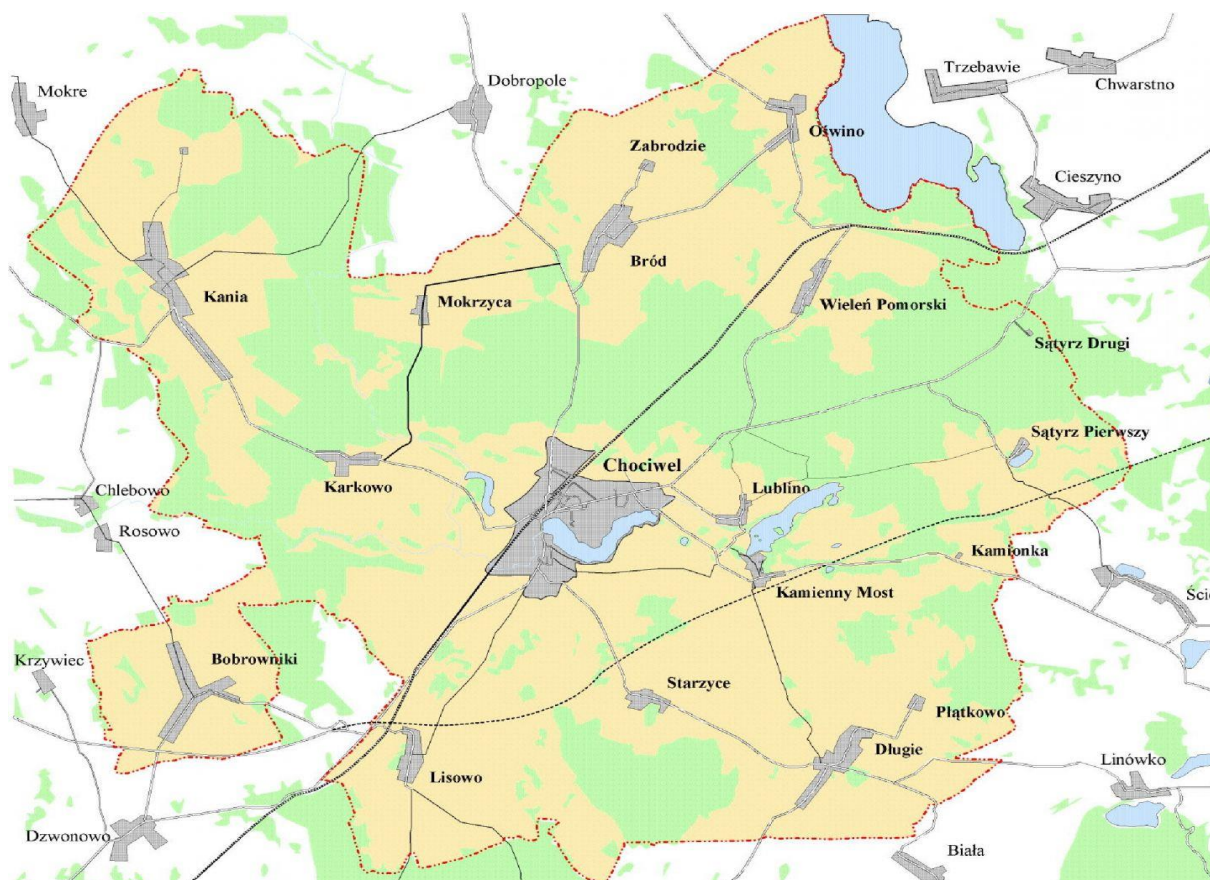 Trzebawie
Chwarstno
Mokre
Dobropole
Oświno
Zabrodzie
Cieszyno
Bród
Kania
Mokrzyca
Wieleń Pomorski
Sątyrz Drugi
Sątyrz Pierwszy
Chociwel
Karkowo
Lublino
Chlebowo
Rosowo
Kamionka
Kamienny Most
Ście
Bobrowniki
Krzywiec
Starzyce
Płątkowo
Długie
Linówko
Lisowo
Dzwonowo
Biała